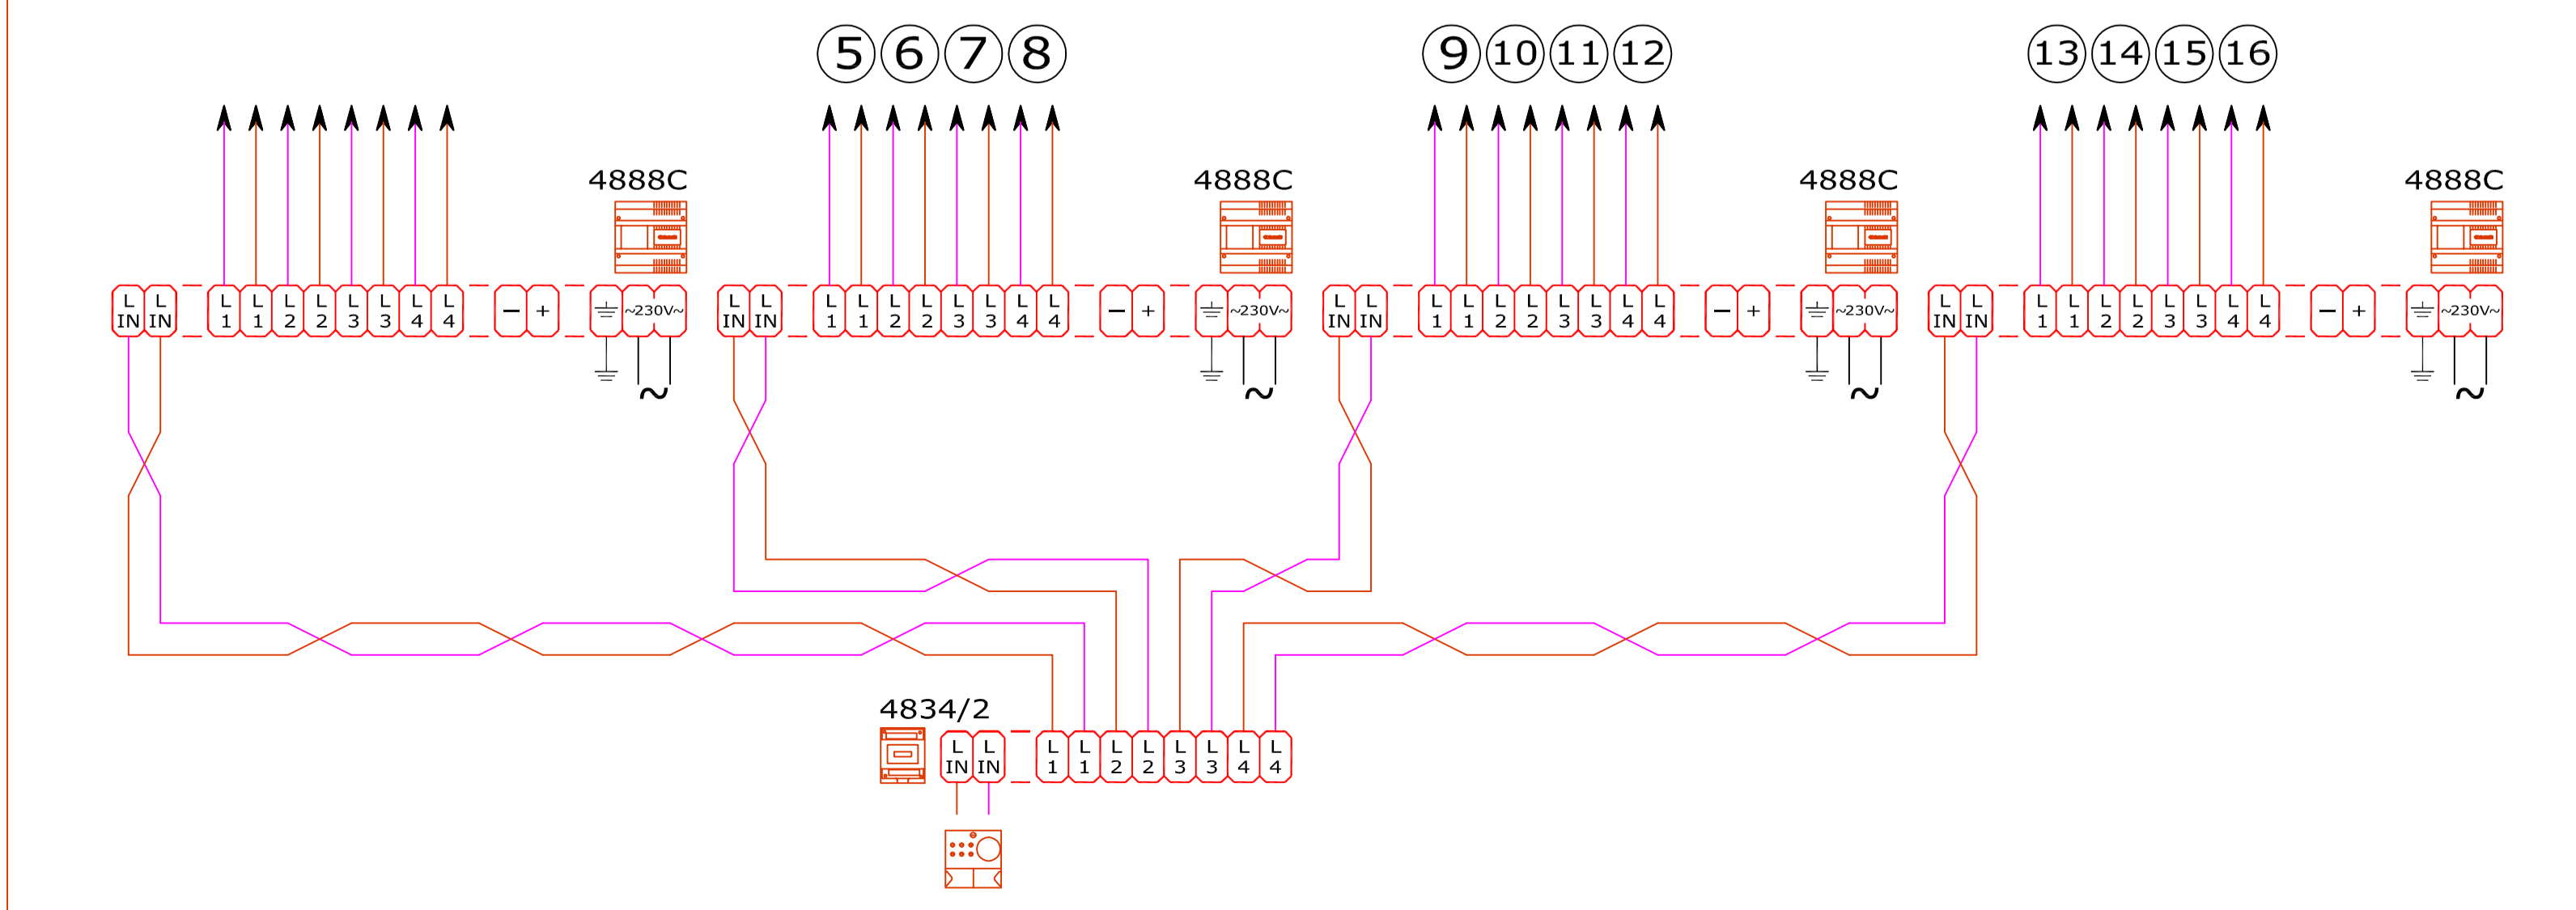 5 6 7 8 9 10 11 12 13 14 15 16
4888C 4888C 4888C 4888C
L L L L L L L L L L L L L L L L L L L L L L L L L L L L L L L L L L L L L L L L
IN IN 1 1 2 2 3 3 4 4 − + ~230V~ IN IN 1 1 2 2 3 3 4 4 − + ~230V~ IN IN 1 1 2 2 3 3 4 4 − + ~230V~ IN IN 1 1 2 2 3 3 4 4 − + ~230V~
~ ~ ~ ~
4834/2
L L L L L L L L L L
IN IN 1 1 2 2 3 3 4 4